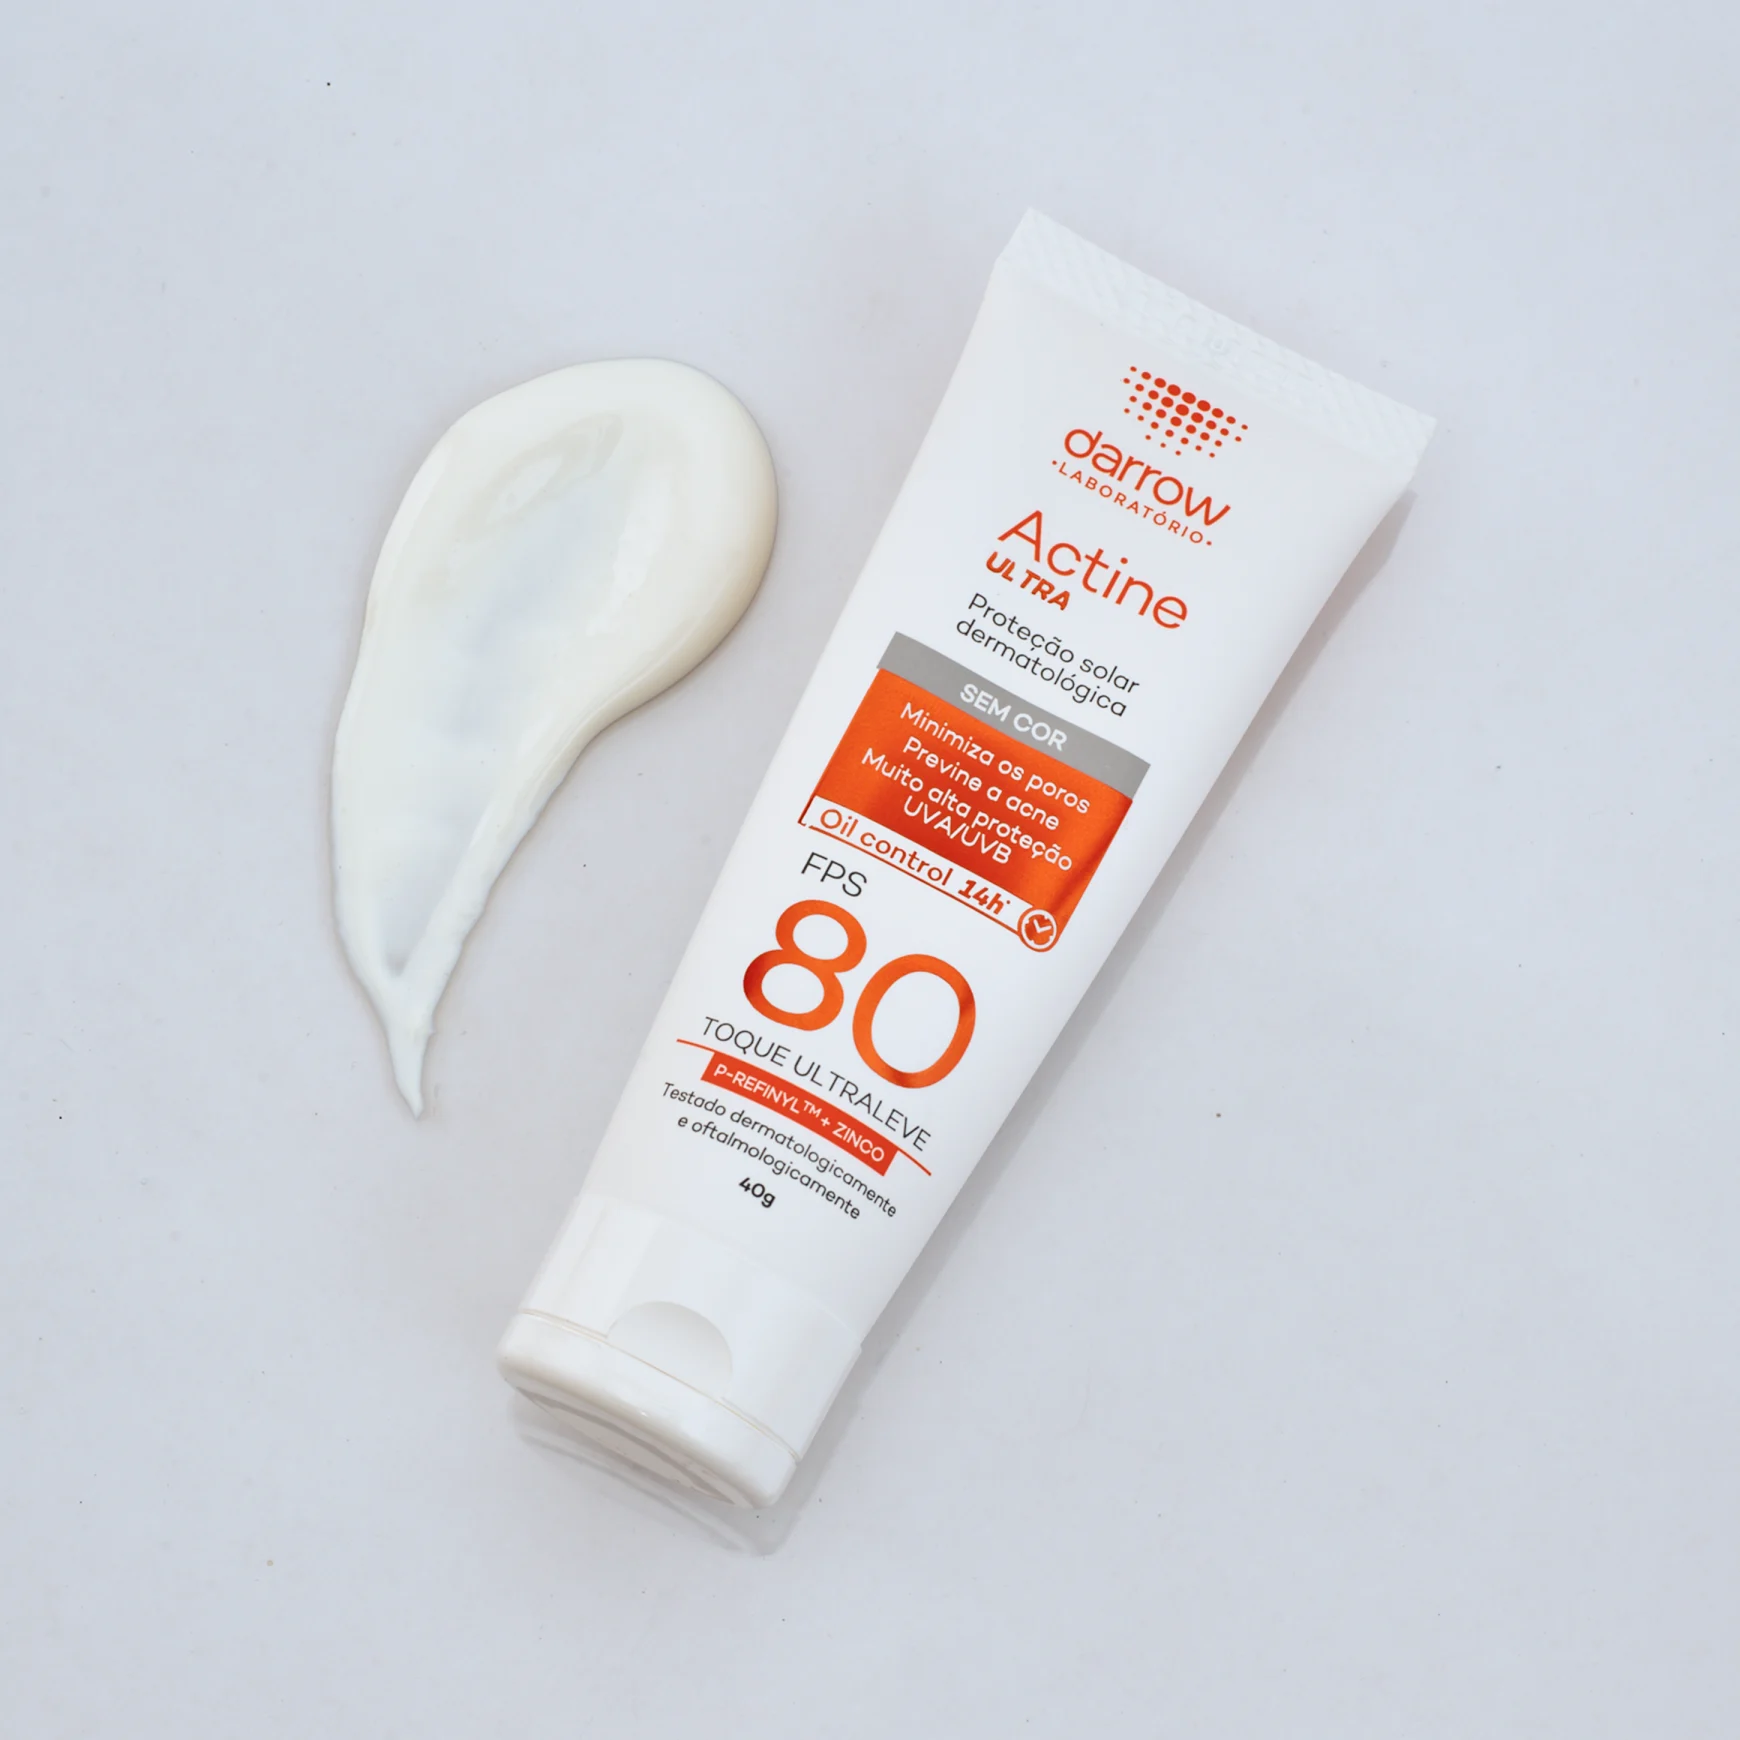 darrow
•LABORATÓRIO•
Actine
ULTRA
Proteção solar
dermatológica
SEM COR
Minimiza os poros
Previne a acne
Muito alta proteção
UVA/UVB
Oil control 14h*
FPS
80
TOQUE ULTRALEVE
P-REFINYL™ + ZINCO
Testado dermatologicamente
e oftalmologicamente
40g